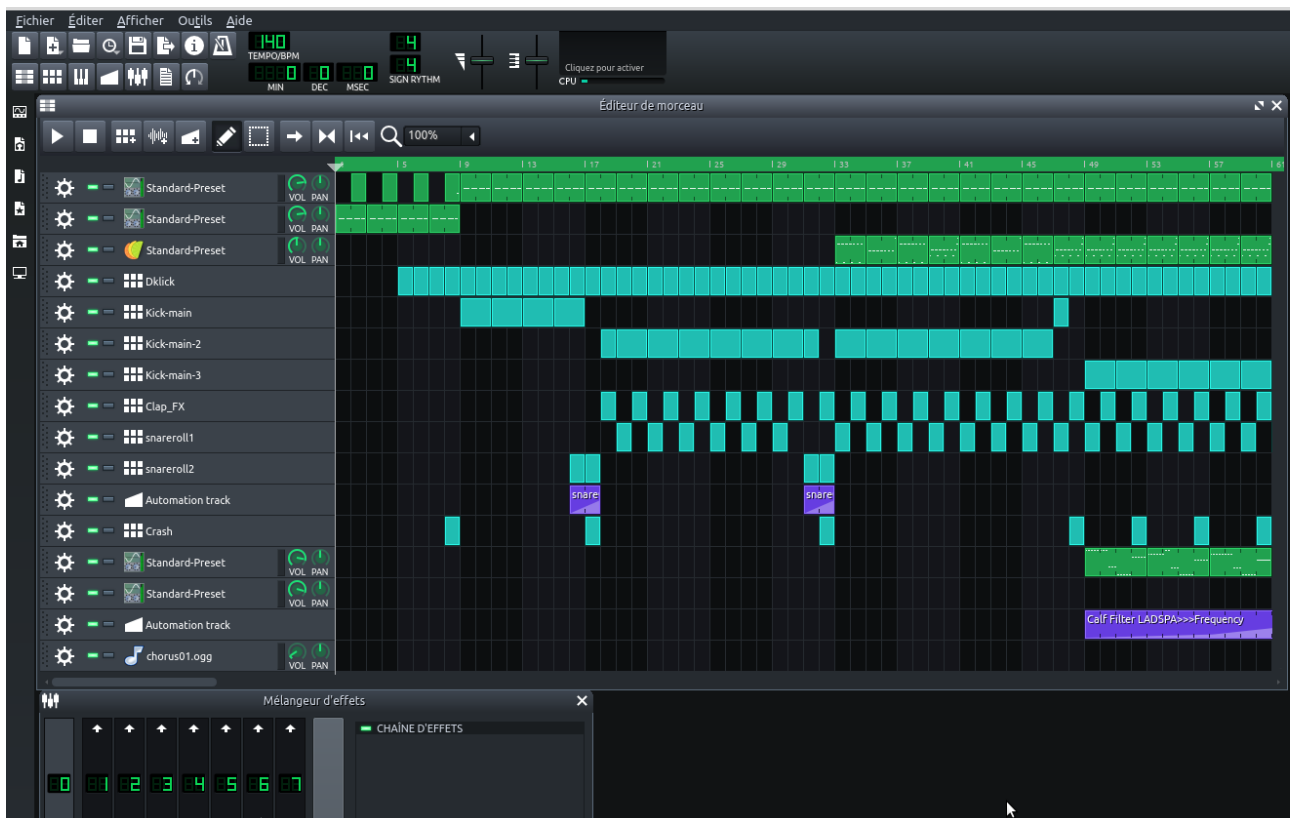 Fichier Éditer Afficher Outils Aide
140
TEMPO/BPM
4
4
SIGN RYTHM
0 0 0
MIN DEC MSEC
Cliquez pour activer
CPU
Éditeur de morceau
100%
5 9 13 17 21 25 29 33 37 41 45 49 53 57 61
Standard-Preset VOL PAN
Standard-Preset VOL PAN
Standard-Preset VOL PAN
Dklick
Kick-main
Kick-main-2
Kick-main-3
Clap_FX
snareroll1
snareroll2
Automation track snare snare
Crash
Standard-Preset VOL PAN
Standard-Preset VOL PAN
Automation track Calf Filter LADSPA>>>Frequency
chorus01.ogg VOL PAN
Mélangeur d'effets
CHAÎNE D'EFFETS
0 1 2 3 4 5 6 7